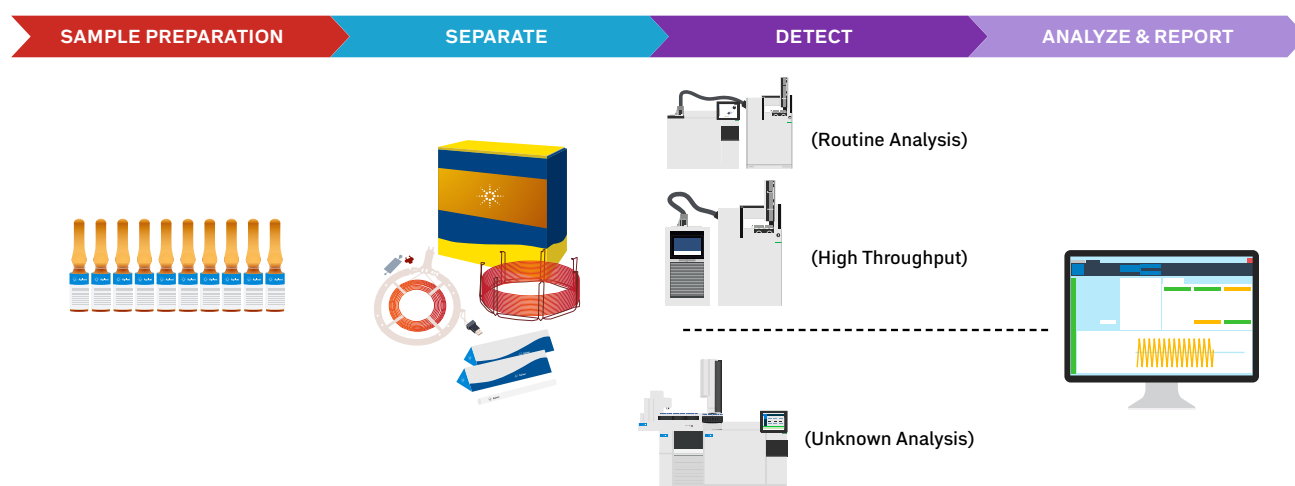 SAMPLE PREPARATION
SEPARATE
DETECT
ANALYZE & REPORT
(Routine Analysis)
(High Throughput)
(Unknown Analysis)